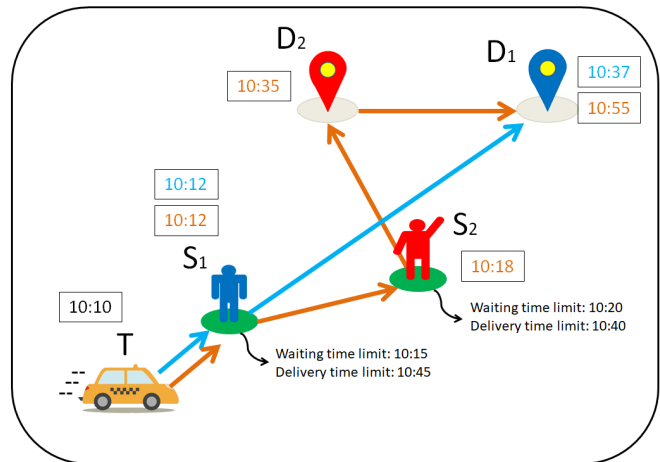 D2
D1
10:37
10:35
10:55
10:12
10:12
S2
S1
10:18
10:10
Waiting time limit: 10:20
Delivery time limit: 10:40
T
Waiting time limit: 10:15
Delivery time limit: 10:45